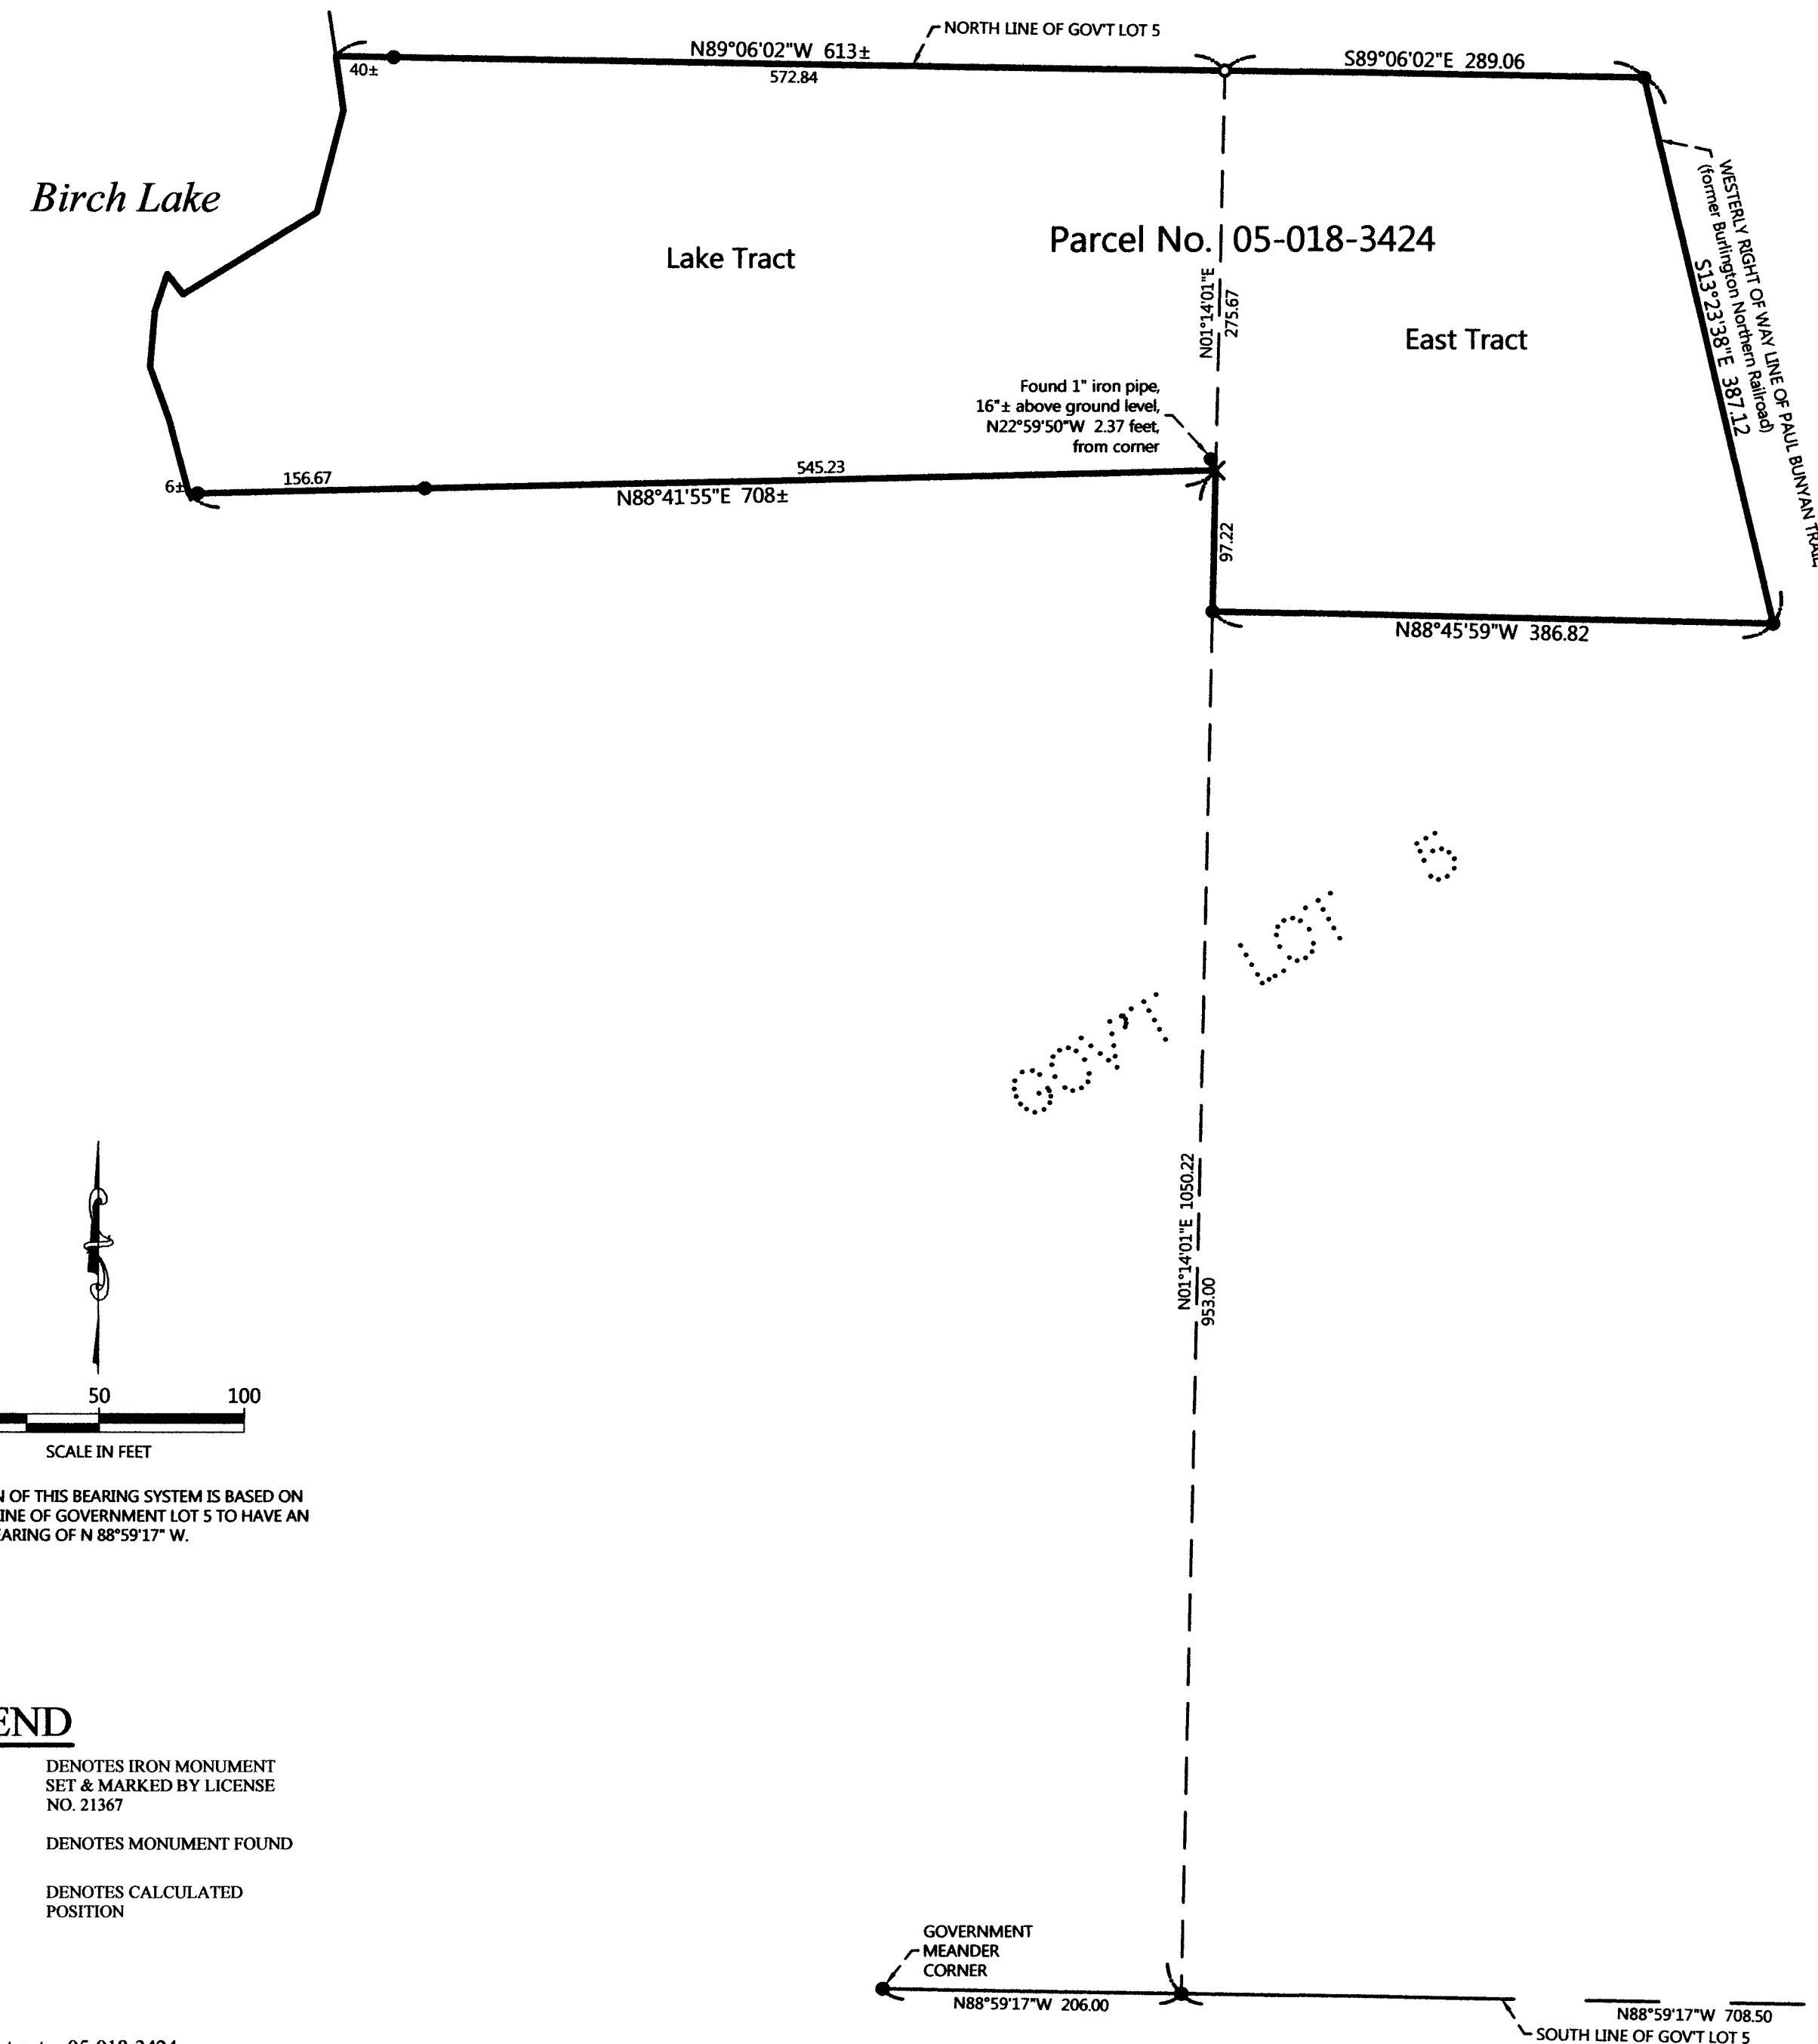 NORTH LINE OF GOV'T LOT 5
N89°06'02"W 613±
S89°06'02"E 289.06
40±
572.84
Birch Lake
WESTERLY RIGHT OF WAY LINE OF PAUL BUNYAN TRAIL,
(former Burlington Northern Railroad)
S13°23'38"E 387.12
Parcel No. 05-018-3424
Lake Tract
N01°14'01"E
275.67
East Tract
Found 1" iron pipe,
16"± above ground level,
N22°59'50"W 2.37 feet,
from corner
6±
156.67
545.23
N88°41'55"E 708±
97.22
N88°45'59"W 386.82
GOV'T LOT 5
N01°14'01"E 1050.22
953.00
50 100
SCALE IN FEET
OF THIS BEARING SYSTEM IS BASED ON
LINE OF GOVERNMENT LOT 5 TO HAVE AN
EARING OF N 88°59'17" W.
END
DENOTES IRON MONUMENT
SET & MARKED BY LICENSE
NO. 21367
DENOTES MONUMENT FOUND
DENOTES CALCULATED
POSITION
GOVERNMENT
MEANDER
CORNER
N88°59'17"W 206.00
N88°59'17"W 708.50
SOUTH LINE OF GOV'T LOT 5